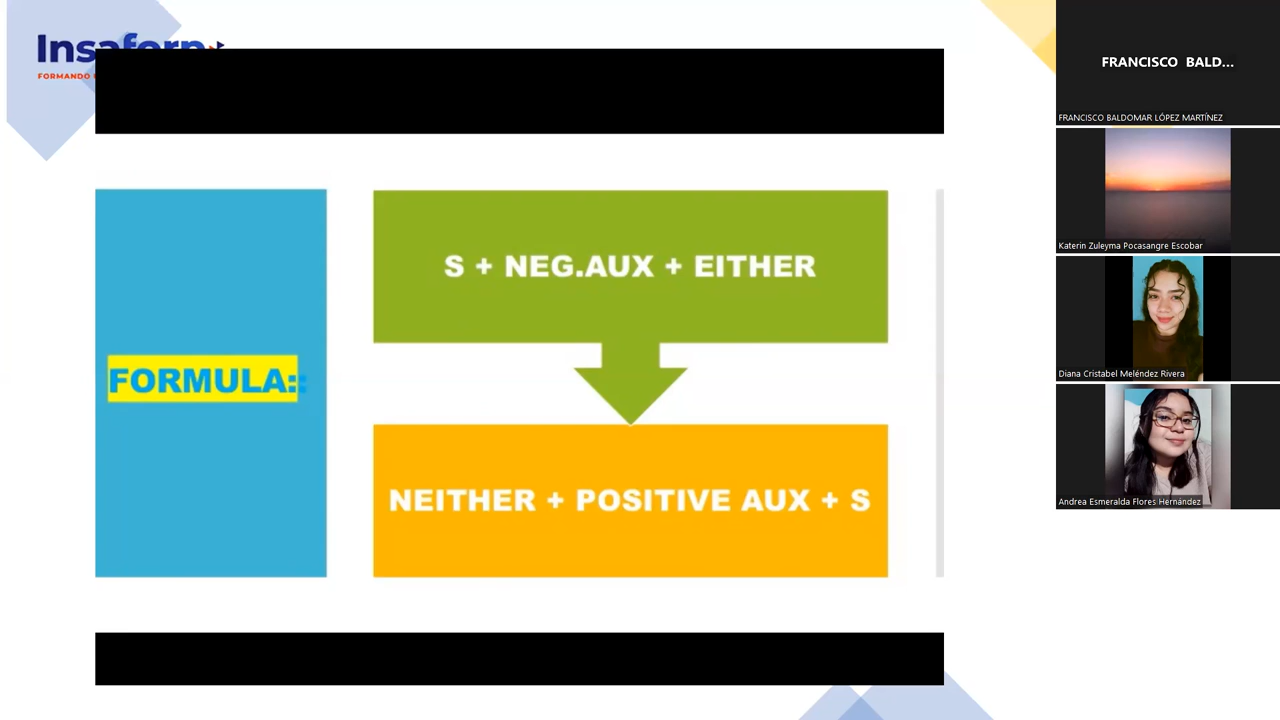 FORMANDO
FORMULA:
S + NEG.AUX + EITHER
NEITHER + POSITIVE AUX + S
FRANCISCO BALD...
FRANCISCO BALDOMAR LÓPEZ MARTÍNEZ
Katerin Zuleyma Pocasangre Escobar
Diana Cristabel Meléndez Rivera
Andrea Esmeralda Flores Hernández